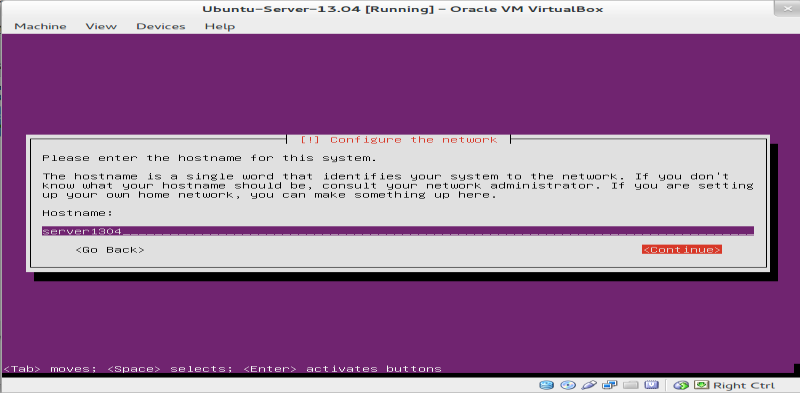 Ubuntu-Server-13.04 [Running] - Oracle VM VirtualBox
Machine View Devices Help
[!] Configure the network
Please enter the hostname for this system.
The hostname is a single word that identifies your system to the network. If you don't
know what your hostname should be, consult your network administrator. If you are setting
up your own home network, you can make something up here.
Hostname:
server1304
<Go Back> <Continue>
<Tab> moves; <Space> selects; <Enter> activates buttons
Right Ctrl